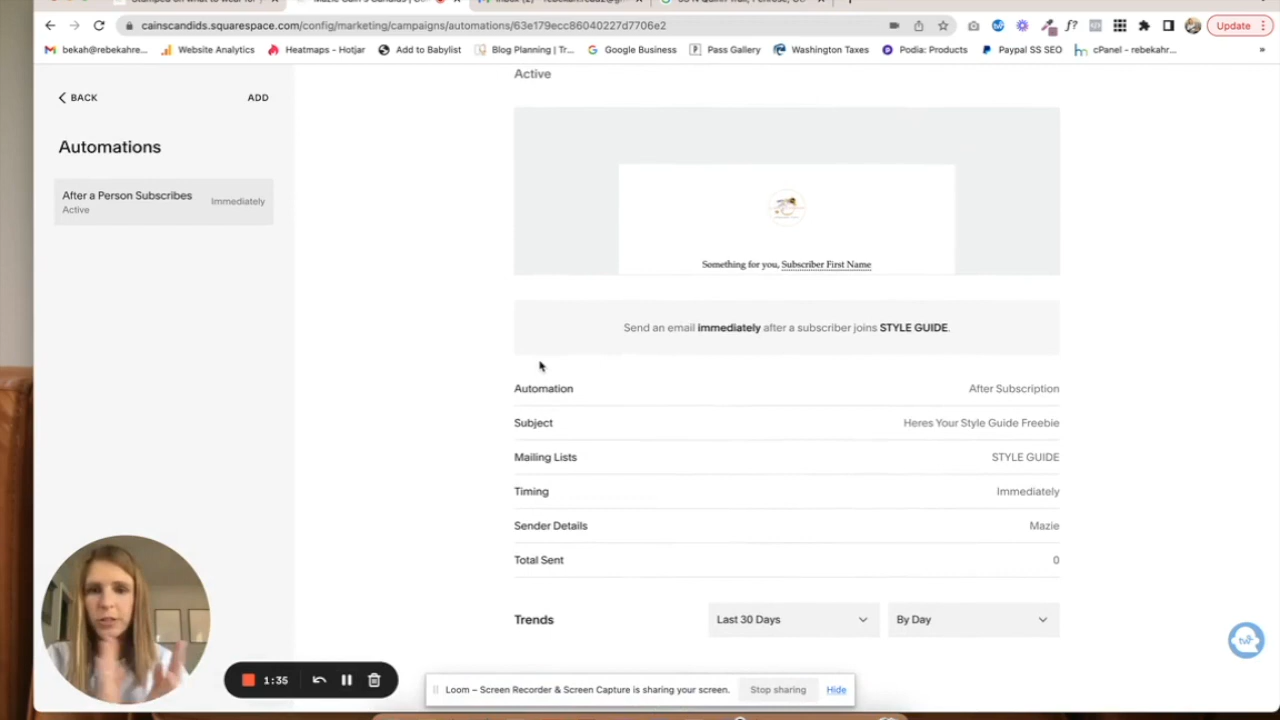 cainscandids.squarespace.com/config/marketing/campaigns/automations/63e179ecc86040227d7706e2
Update
bekah@rebekahre...
Website Analytics
Heatmaps - Hotjar
Add to Babylist
Blog Planning | Tr...
Google Business
Pass Gallery
Washington Taxes
Podia: Products
Paypal SS SEO
cPanel - rebekahr...
»
BACK
ADD
Automations
After a Person Subscribes
Active
Immediately
Active
Something for you, Subscriber First Name
Send an email immediately after a subscriber joins STYLE GUIDE.
Automation After Subscription
Subject Heres Your Style Guide Freebie
Mailing Lists STYLE GUIDE
Timing Immediately
Sender Details Mazie
Total Sent 0
Trends Last 30 Days By Day
1:35
Loom – Screen Recorder & Screen Capture is sharing your screen. Stop sharing Hide